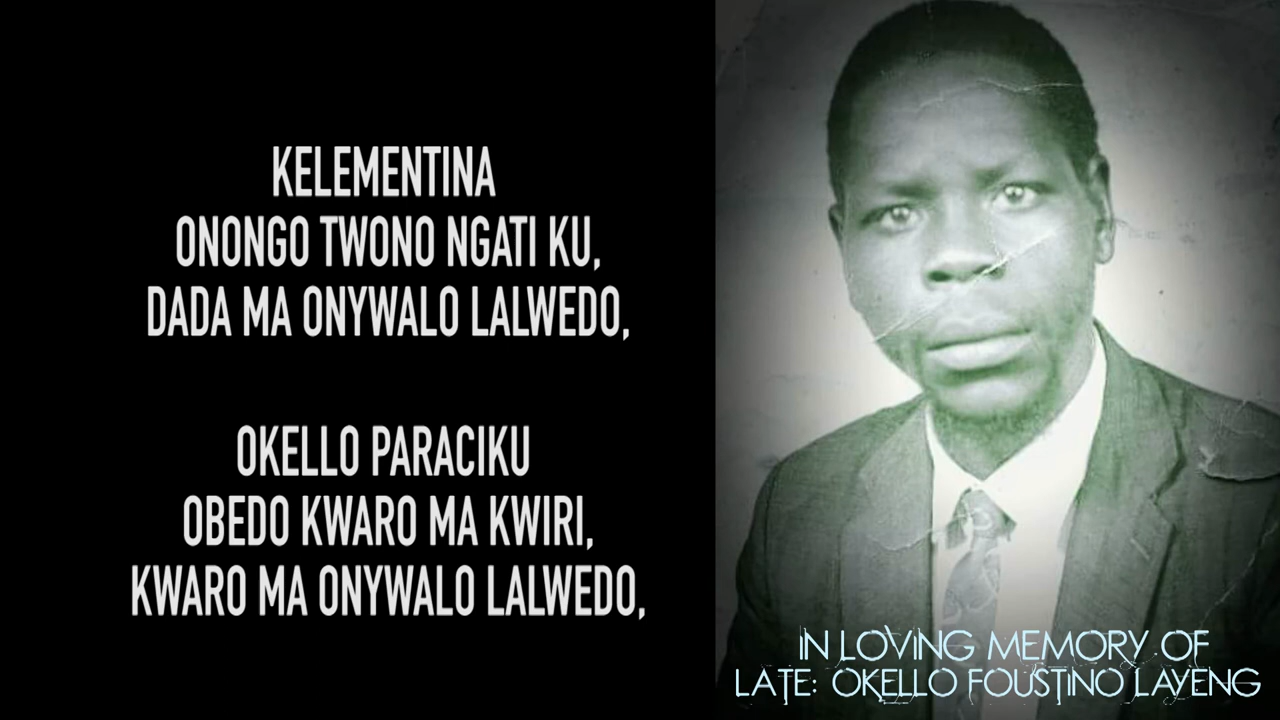 KELEMENTINA
ONONGO TWONO NGATI KU,
DADA MA ONYWALO LALWEDO,
OKELLO PARACIKU
OBEDO KWARO MA KWIRI,
KWARO MA ONYWALO LALWEDO,
IN LOVING MEMORY OF
LATE: OKELLO FOUSTINO LAYENG